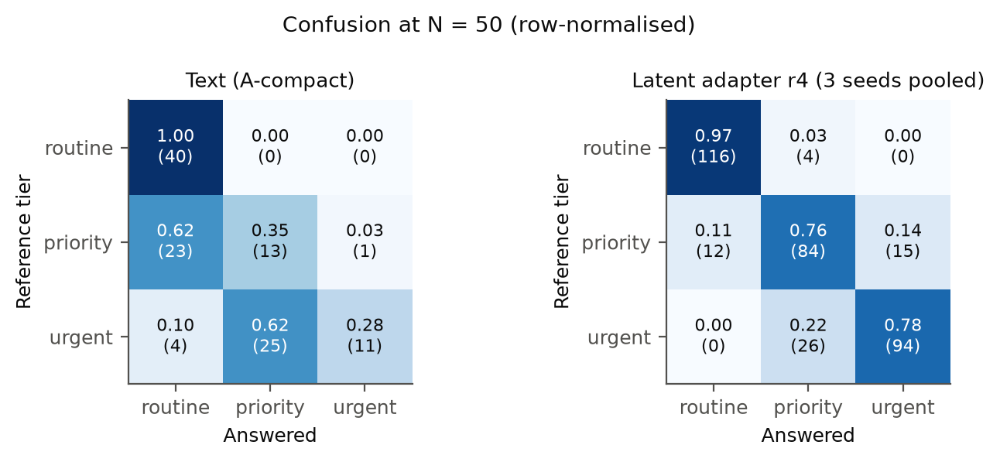 Confusion at N = 50 (row-normalised)
Text (A-compact)
Reference tier
routine
1.00
(40)
0.00
(0)
0.00
(0)
priority
0.62
(23)
0.35
(13)
0.03
(1)
urgent
0.10
(4)
0.62
(25)
0.28
(11)
routine
priority
urgent
Answered
Latent adapter r4 (3 seeds pooled)
Reference tier
routine
0.97
(116)
0.03
(4)
0.00
(0)
priority
0.11
(12)
0.76
(84)
0.14
(15)
urgent
0.00
(0)
0.22
(26)
0.78
(94)
routine
priority
urgent
Answered